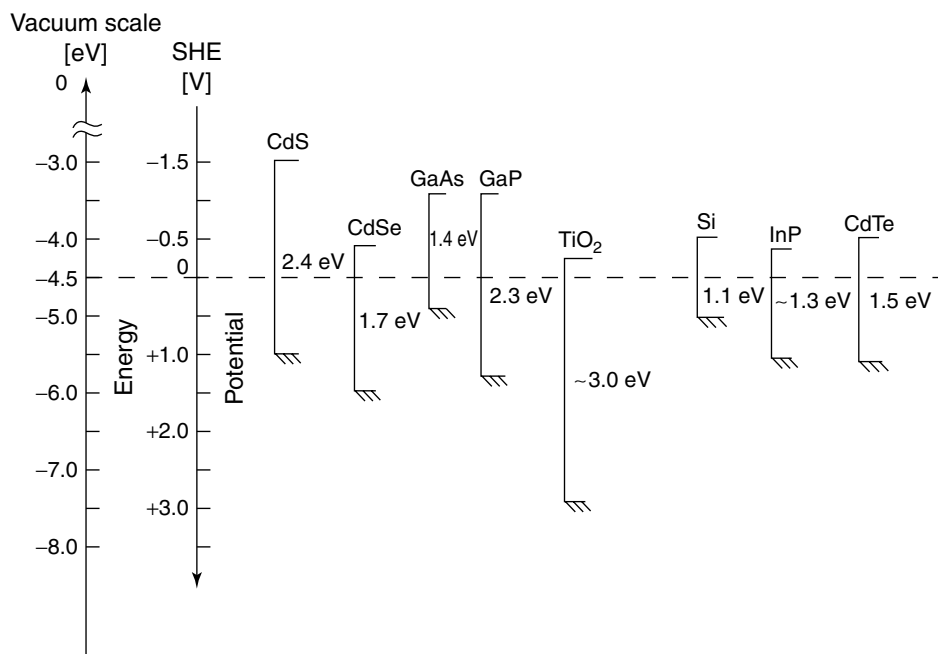 Vacuum scale
[eV]
SHE
[V]
0
CdS
−3.0
−1.5
GaAs
GaP
CdSe
1.4 eV
Si
InP
CdTe
−4.0
−0.5
TiO2
0
2.4 eV
−4.5
2.3 eV
1.1 eV
~1.3 eV
1.5 eV
−5.0
1.7 eV
+1.0
Energy
Potential
~3.0 eV
−6.0
+2.0
−7.0
+3.0
−8.0